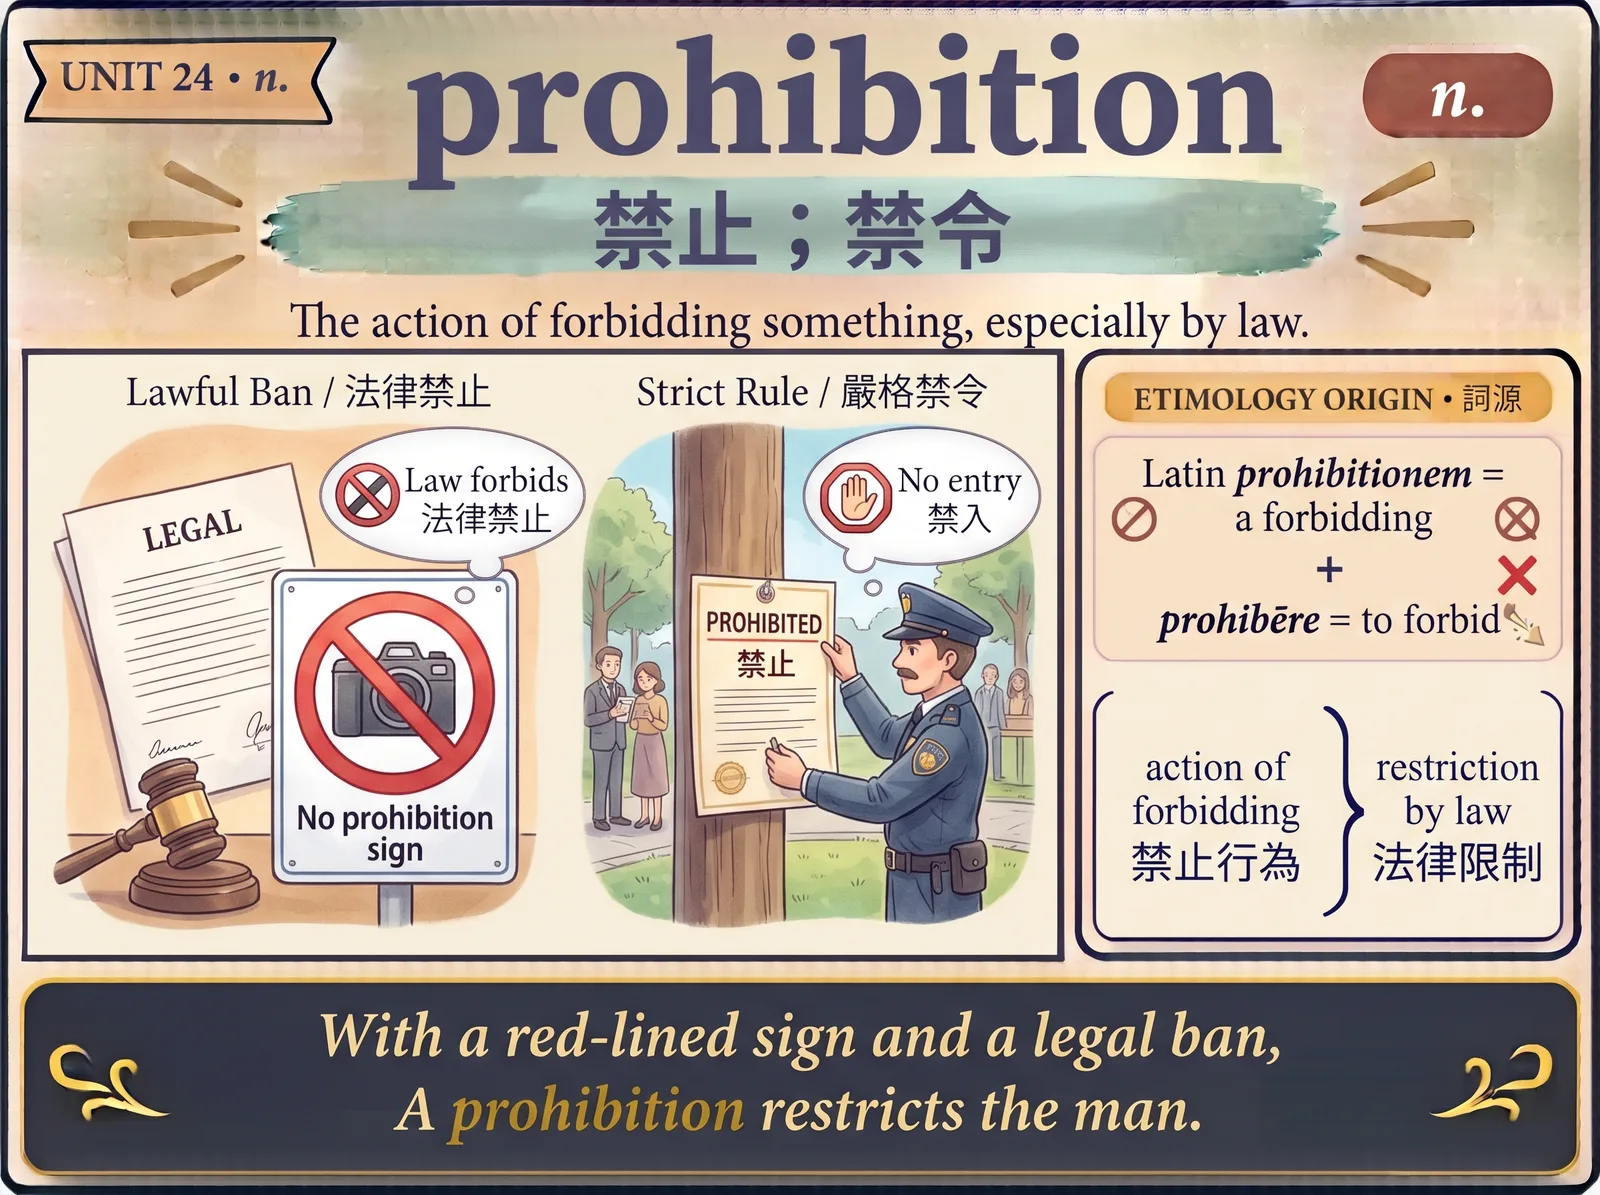 UNIT 24 • n.
prohibition
n.
禁止；禁令
The action of forbidding something, especially by law.
Lawful Ban / 法律禁止
Law forbids
法律禁止
LEGAL
No prohibition
sign
Strict Rule / 嚴格禁令
No entry
禁入
PROHIBITED
禁止
ETIMOLOGY ORIGIN • 詞源
Latin prohibitionem =
a forbidding
+
prohibēre = to forbid
action of
forbidding
禁止行為
restriction
by law
法律限制
With a red-lined sign and a legal ban,
A prohibition restricts the man.